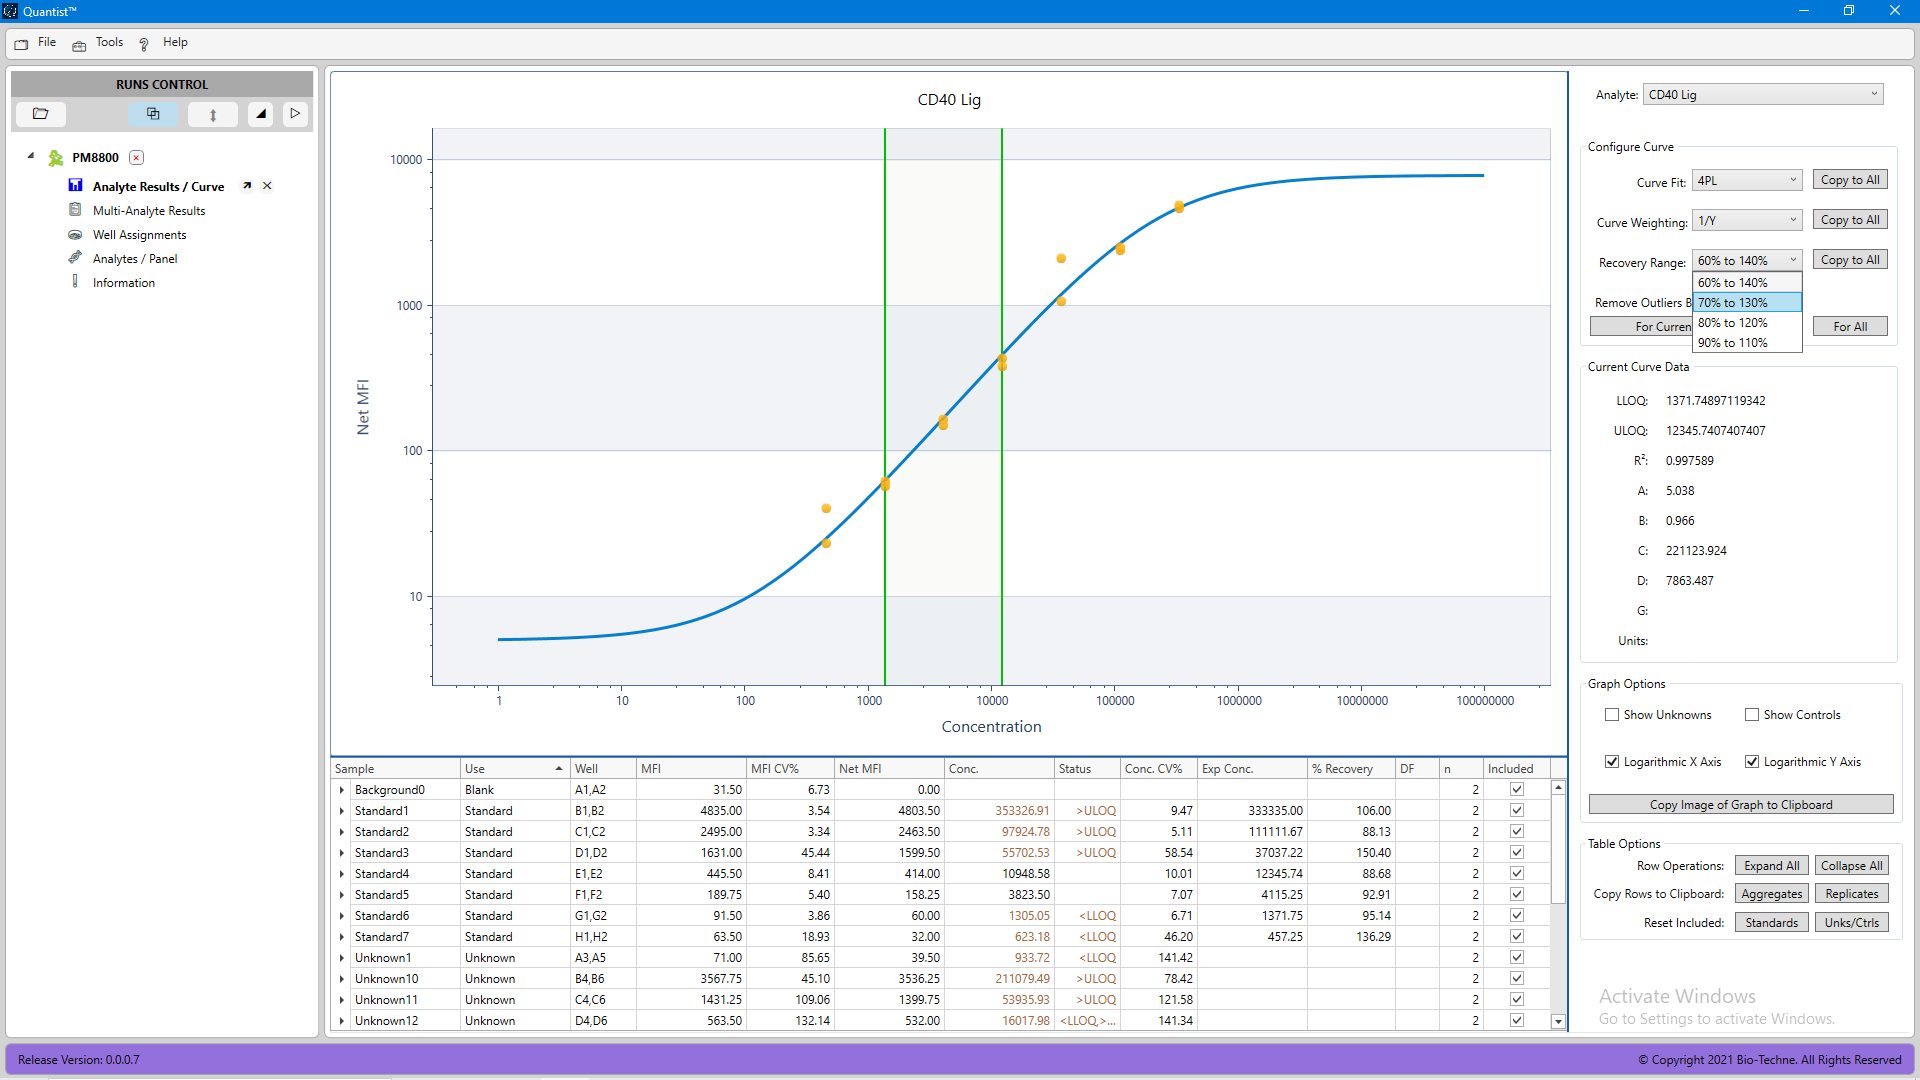 Quantist™
File Tools ? Help
RUNS CONTROL
PM8800
Analyte Results / Curve
Multi-Analyte Results
Well Assignments
Analytes / Panel
Information
CD40 Lig
10000
1000
100
10
Net MFI
1 10 100 1000 10000 100000 1000000 10000000 100000000
Concentration
Sample Use Well MFI MFI CV% Net MFI Conc. Status Conc. CV% Exp Conc. % Recovery DF n Included
Background0 Blank A1,A2 31.50 6.73 0.00 2
Standard1 Standard B1,B2 4835.00 3.54 4803.50 353326.91 >ULOQ 9.47 333335.00 106.00 2
Standard2 Standard C1,C2 2495.00 3.34 2463.50 97924.78 >ULOQ 5.11 111111.67 88.13 2
Standard3 Standard D1,D2 1631.00 45.44 1599.50 55702.53 >ULOQ 58.54 37037.22 150.40 2
Standard4 Standard E1,E2 445.50 8.41 414.00 10948.58 10.01 12345.74 88.68 2
Standard5 Standard F1,F2 189.75 5.40 158.25 3823.50 7.07 4115.25 92.91 2
Standard6 Standard G1,G2 91.50 3.86 60.00 1305.05 <LLOQ 6.71 1371.75 95.14 2
Standard7 Standard H1,H2 63.50 18.93 32.00 623.18 <LLOQ 46.20 457.25 136.29 2
Unknown1 Unknown A3,A5 71.00 85.65 39.50 933.72 <LLOQ 141.42 2
Unknown10 Unknown B4,B6 3567.75 45.10 3536.25 211079.49 >ULOQ 78.42 2
Unknown11 Unknown C4,C6 1431.25 109.06 1399.75 53935.93 >ULOQ 121.58 2
Unknown12 Unknown D4,D6 563.50 132.14 532.00 16017.98 <LLOQ,>... 141.34 2
Analyte: CD40 Lig
Configure Curve
Curve Fit: 4PL Copy to All
Curve Weighting: 1/Y Copy to All
Recovery Range: 60% to 140% Copy to All
60% to 140%
Remove Outliers B 70% to 130%
80% to 120%
For Curren For All
90% to 110%
Current Curve Data
LLOQ: 1371.74897119342
ULOQ: 12345.7407407407
R²: 0.997589
A: 5.038
B: 0.966
C: 221123.924
D: 7863.487
G:
Units:
Graph Options
Show Unknowns Show Controls
Logarithmic X Axis Logarithmic Y Axis
Copy Image of Graph to Clipboard
Table Options
Row Operations: Expand All Collapse All
Copy Rows to Clipboard: Aggregates Replicates
Reset Included: Standards Unks/Ctrls
Activate Windows
Go to Settings to activate Windows.
Release Version: 0.0.0.7
© Copyright 2021 Bio-Techne. All Rights Reserved